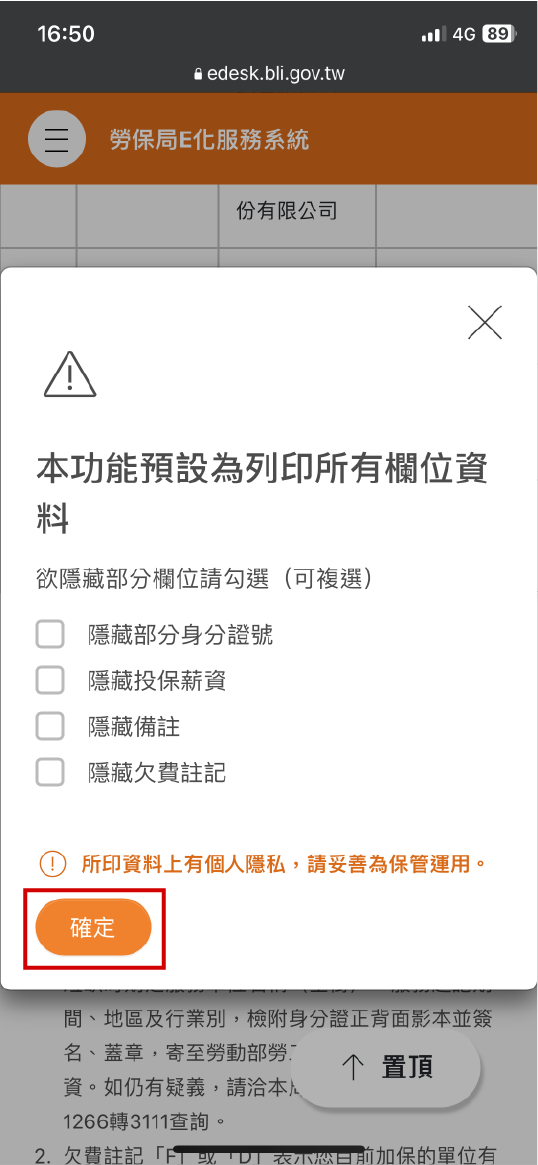 16:50 4G 89
edesk.bli.gov.tw
勞保局E化服務系統
份有限公司
本功能預設為列印所有欄位資
料
欲隱藏部分欄位請勾選（可複選）
隱藏部分身分證號
隱藏投保薪資
隱藏備註
隱藏欠費註記
所印資料上有個人隱私，請妥善為保管運用。
確定
間、地區及行業別，檢附身分證正背面影本並簽
名、蓋章，寄至勞動部勞
資。如仍有疑義，請洽本
↑ 置頂
1266轉3111查詢。
2. 欠費註記「F」或「D」表示您目前加保的單位有